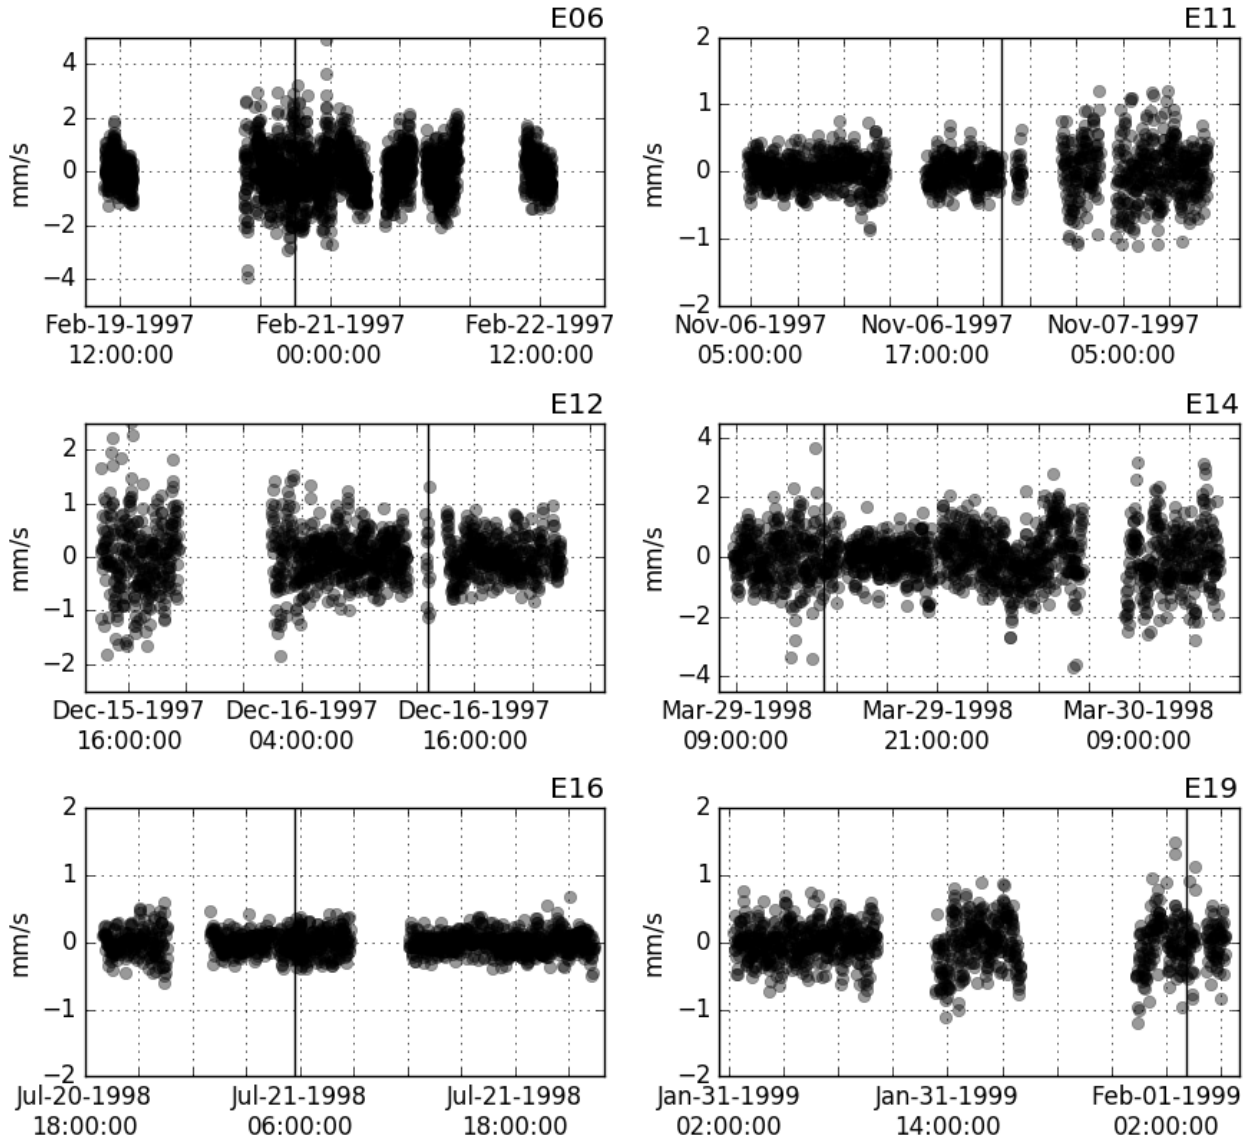 E06
4
2
0
−2
−4
mm/s
Feb-19-1997 Feb-21-1997 Feb-22-1997
12:00:00 00:00:00 12:00:00
E11
2
1
0
−1
−2
mm/s
Nov-06-1997 Nov-06-1997 Nov-07-1997
05:00:00 17:00:00 05:00:00
E12
2
1
0
−1
−2
mm/s
Dec-15-1997 Dec-16-1997 Dec-16-1997
16:00:00 04:00:00 16:00:00
E14
4
2
0
−2
−4
mm/s
Mar-29-1998 Mar-29-1998 Mar-30-1998
09:00:00 21:00:00 09:00:00
E16
2
1
0
−1
−2
mm/s
Jul-20-1998 Jul-21-1998 Jul-21-1998
18:00:00 06:00:00 18:00:00
E19
2
1
0
−1
−2
mm/s
Jan-31-1999 Jan-31-1999 Feb-01-1999
02:00:00 14:00:00 02:00:00